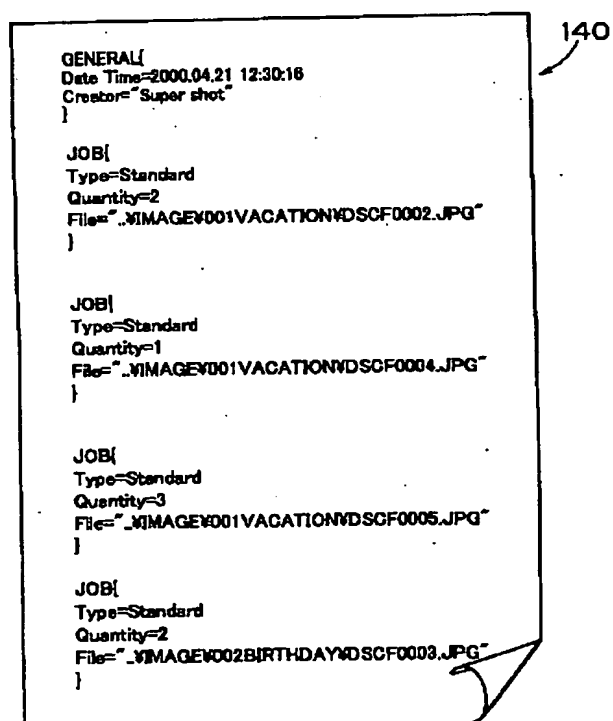 140
GENERAL{
Date Time=2000.04.21 12:30:16
Creator="Super shot"
}
JOB{
Type=Standard
Quantity=2
File="..¥IMAGE¥001VACATION¥DSCF0002.JPG"
}
JOB{
Type=Standard
Quantity=1
File="..¥IMAGE¥001VACATION¥DSCF0004.JPG"
}
JOB{
Type=Standard
Quantity=3
File="..¥IMAGE¥001VACATION¥DSCF0005.JPG"
}
JOB{
Type=Standard
Quantity=2
File="..¥IMAGE¥002BIRTHDAY¥DSCF0003.JPG"
}